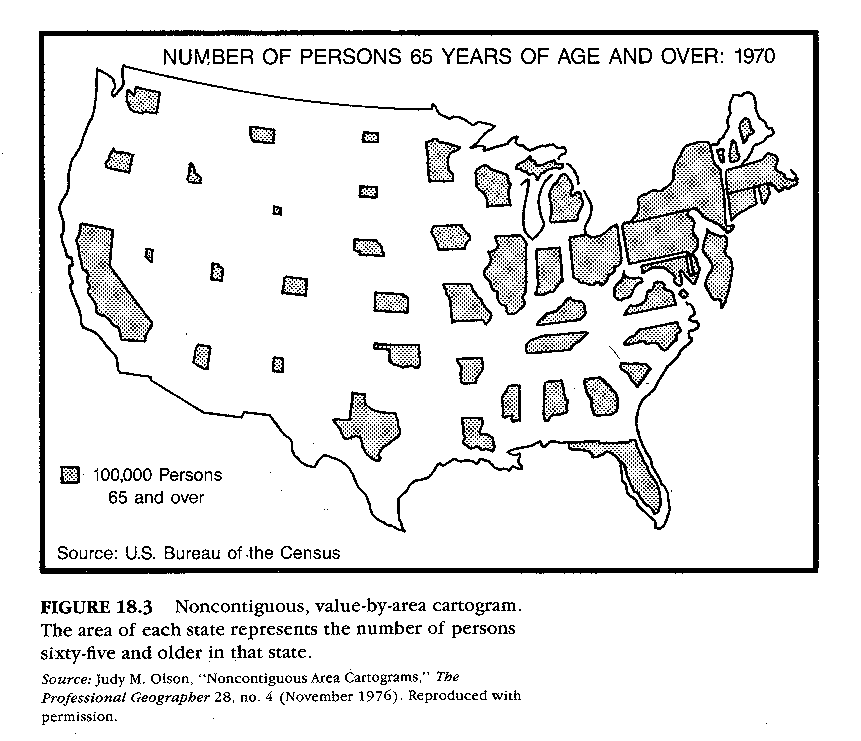 NUMBER OF PERSONS 65 YEARS OF AGE AND OVER: 1970
100,000 Persons
65 and over
Source: U.S. Bureau of the Census
FIGURE 18.3 Noncontiguous, value-by-area cartogram.
The area of each state represents the number of persons
sixty-five and older in that state.
Source: Judy M. Olson, "Noncontiguous Area Cartograms," The
Professional Geographer 28, no. 4 (November 1976). Reproduced with
permission.